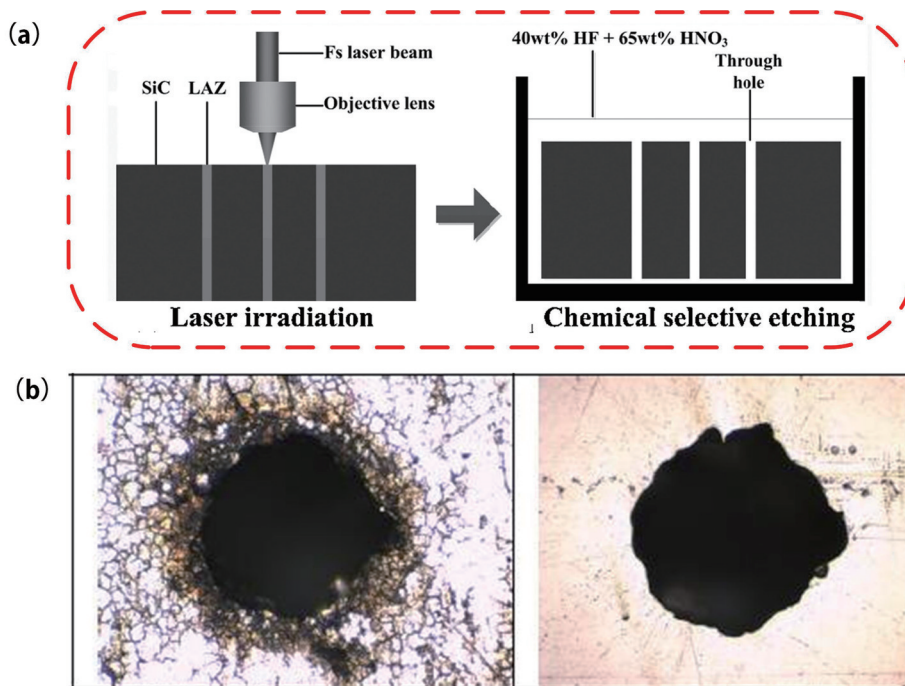 (a)
Fs laser beam
SiC LAZ
Objective lens
Laser irradiation
40wt% HF + 65wt% HNO₃
Through
hole
Chemical selective etching
(b)